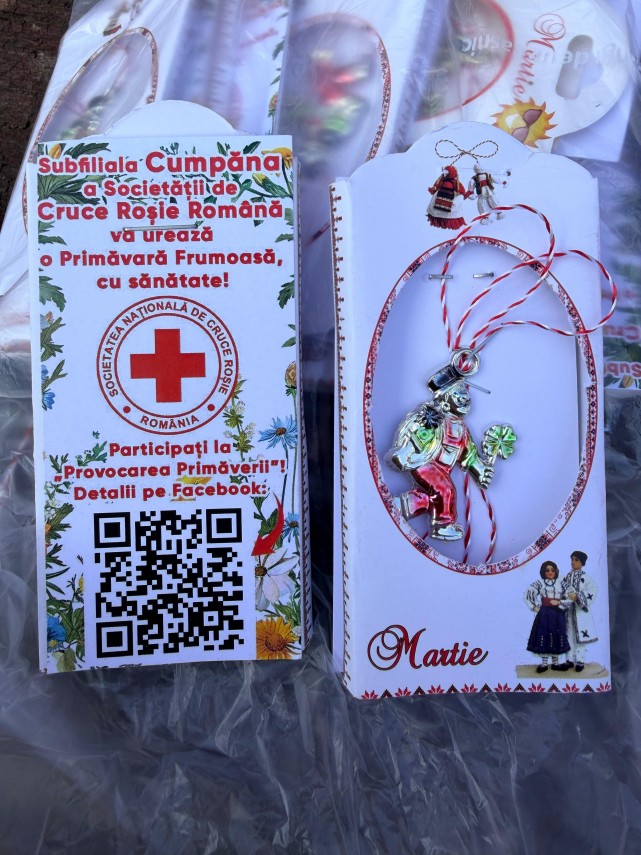 Subfiliala Cumpăna
a Societății de
Cruce Roșie Română
vă urează
o Primăvară Frumoasă,
cu sănătate!
SOCIETATEA NAȚIONALĂ DE CRUCE ROȘIE
ROMÂNIA
Participați la
„Provocarea Primăverii”!
Detalii pe Facebook:
Martie
Martie